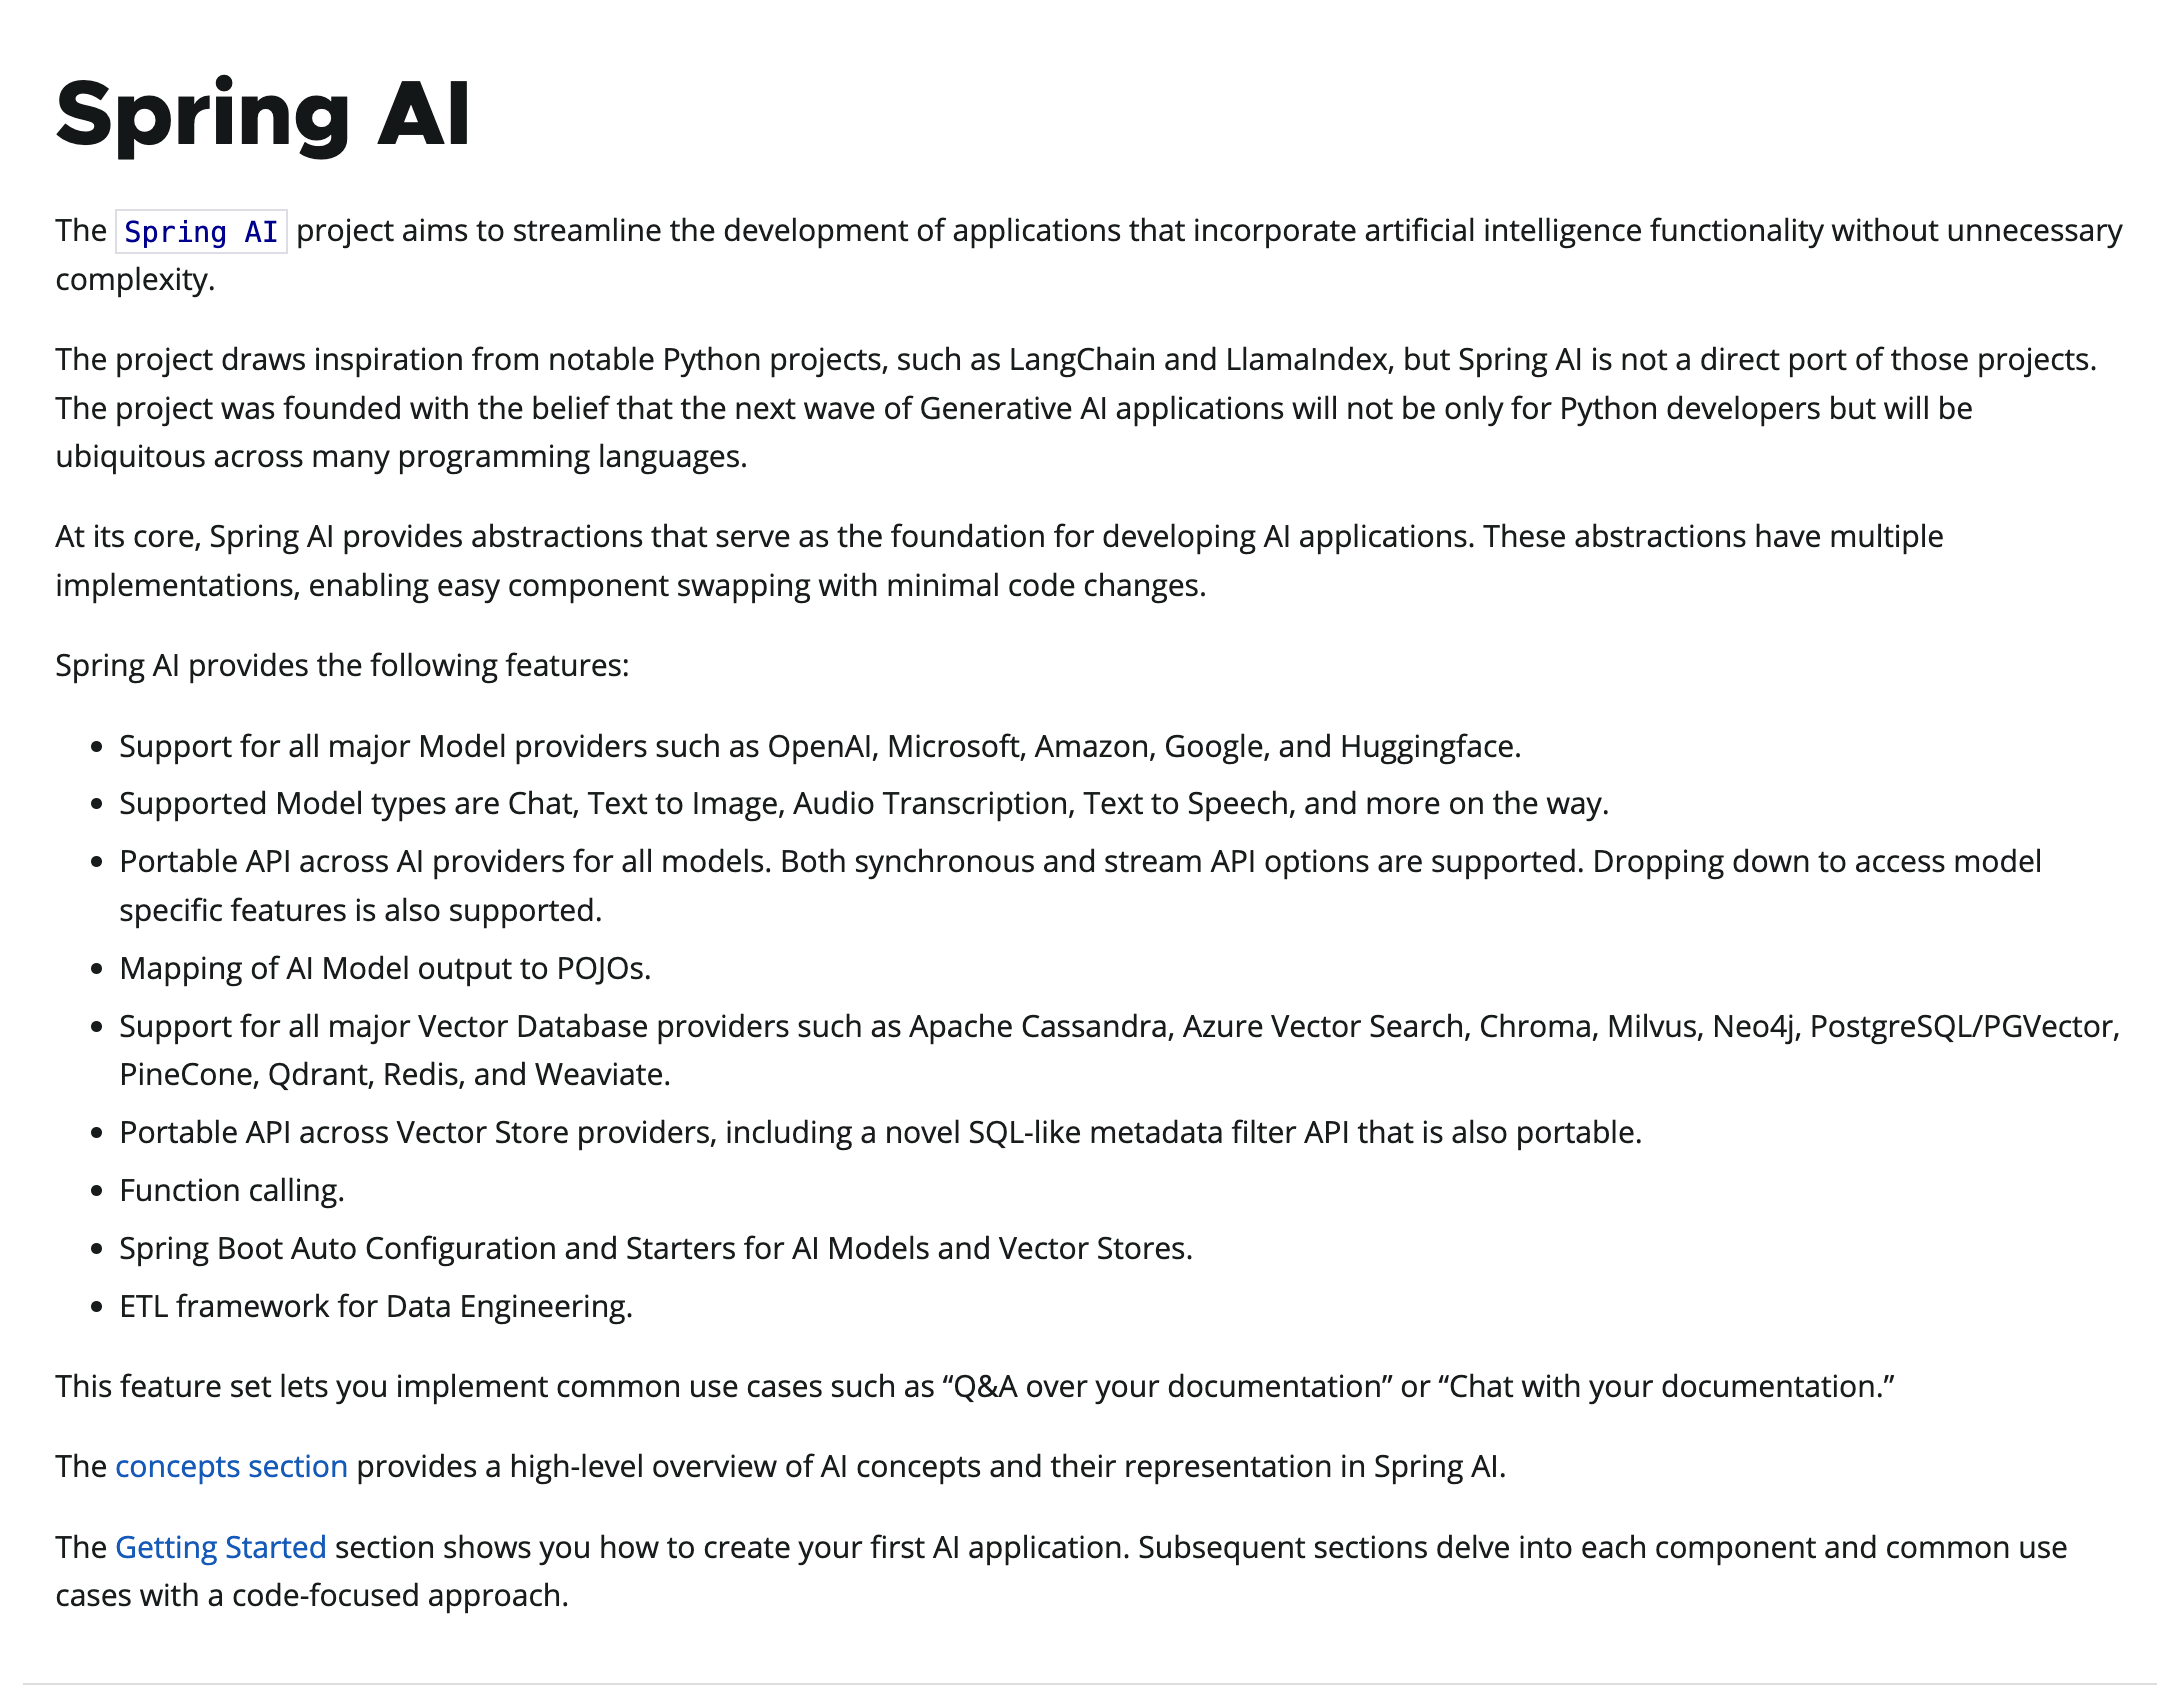 Spring AI
The Spring AI project aims to streamline the development of applications that incorporate artificial intelligence functionality without unnecessary
complexity.
The project draws inspiration from notable Python projects, such as LangChain and LlamaIndex, but Spring AI is not a direct port of those projects.
The project was founded with the belief that the next wave of Generative AI applications will not be only for Python developers but will be
ubiquitous across many programming languages.
At its core, Spring AI provides abstractions that serve as the foundation for developing AI applications. These abstractions have multiple
implementations, enabling easy component swapping with minimal code changes.
Spring AI provides the following features:
• Support for all major Model providers such as OpenAI, Microsoft, Amazon, Google, and Huggingface.
• Supported Model types are Chat, Text to Image, Audio Transcription, Text to Speech, and more on the way.
• Portable API across AI providers for all models. Both synchronous and stream API options are supported. Dropping down to access model
specific features is also supported.
• Mapping of AI Model output to POJOs.
• Support for all major Vector Database providers such as Apache Cassandra, Azure Vector Search, Chroma, Milvus, Neo4j, PostgreSQL/PGVector,
PineCone, Qdrant, Redis, and Weaviate.
• Portable API across Vector Store providers, including a novel SQL-like metadata filter API that is also portable.
• Function calling.
• Spring Boot Auto Configuration and Starters for AI Models and Vector Stores.
• ETL framework for Data Engineering.
This feature set lets you implement common use cases such as “Q&A over your documentation” or “Chat with your documentation.”
The concepts section provides a high-level overview of AI concepts and their representation in Spring AI.
The Getting Started section shows you how to create your first AI application. Subsequent sections delve into each component and common use
cases with a code-focused approach.